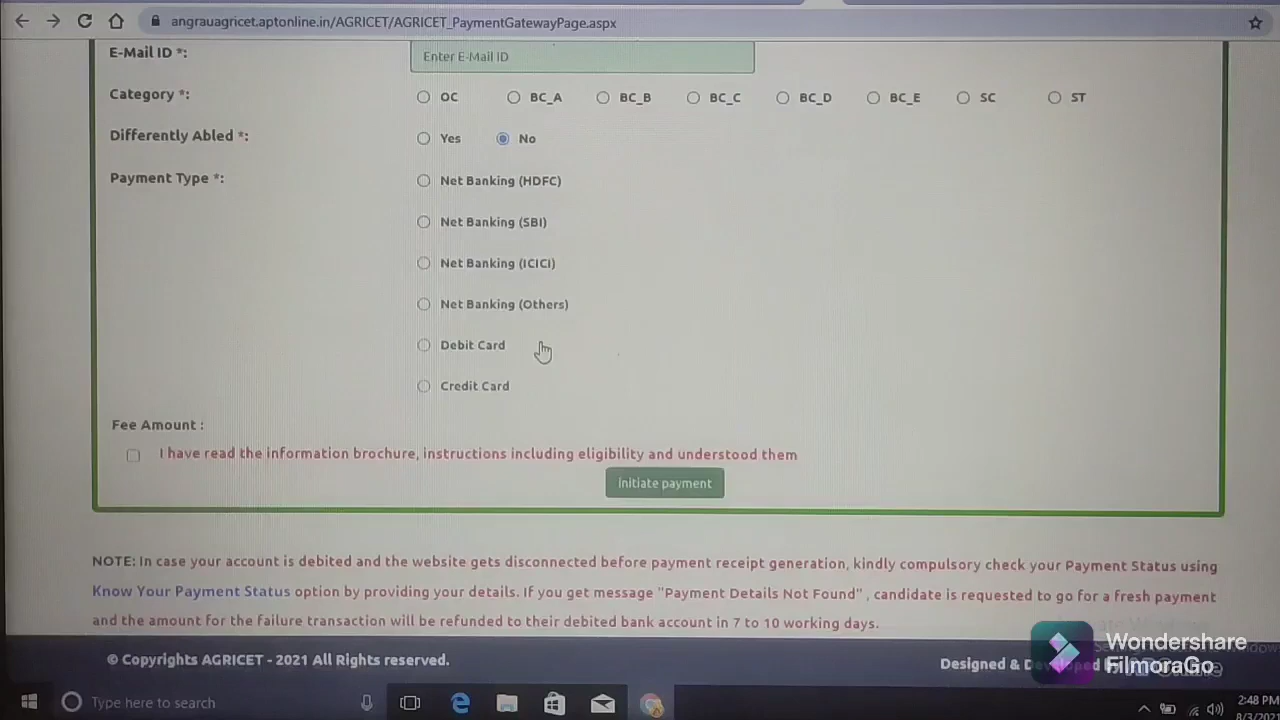 angrauagricet.aptonline.in/AGRICET/AGRICET_PaymentGatewayPage.aspx
E-Mail ID *:
Enter E-Mail ID
Category *:
OC BC_A BC_B BC_C BC_D BC_E SC ST
Differently Abled *:
Yes No
Payment Type *:
Net Banking (HDFC)
Net Banking (SBI)
Net Banking (ICICI)
Net Banking (Others)
Debit Card
Credit Card
Fee Amount :
I have read the information brochure, instructions including eligibility and understood them
Initiate payment
NOTE: In case your account is debited and the website gets disconnected before payment receipt generation, kindly compulsory check your Payment Status using
Know Your Payment Status option by providing your details. If you get message "Payment Details Not Found" , candidate is requested to go for a fresh payment
and the amount for the failure transaction will be refunded to their debited bank account in 7 to 10 working days.
© Copyrights AGRICET - 2021 All Rights reserved.
Designed &
Wondershare
FilmoraGo
Type here to search
2:48 PM
8/3/2021